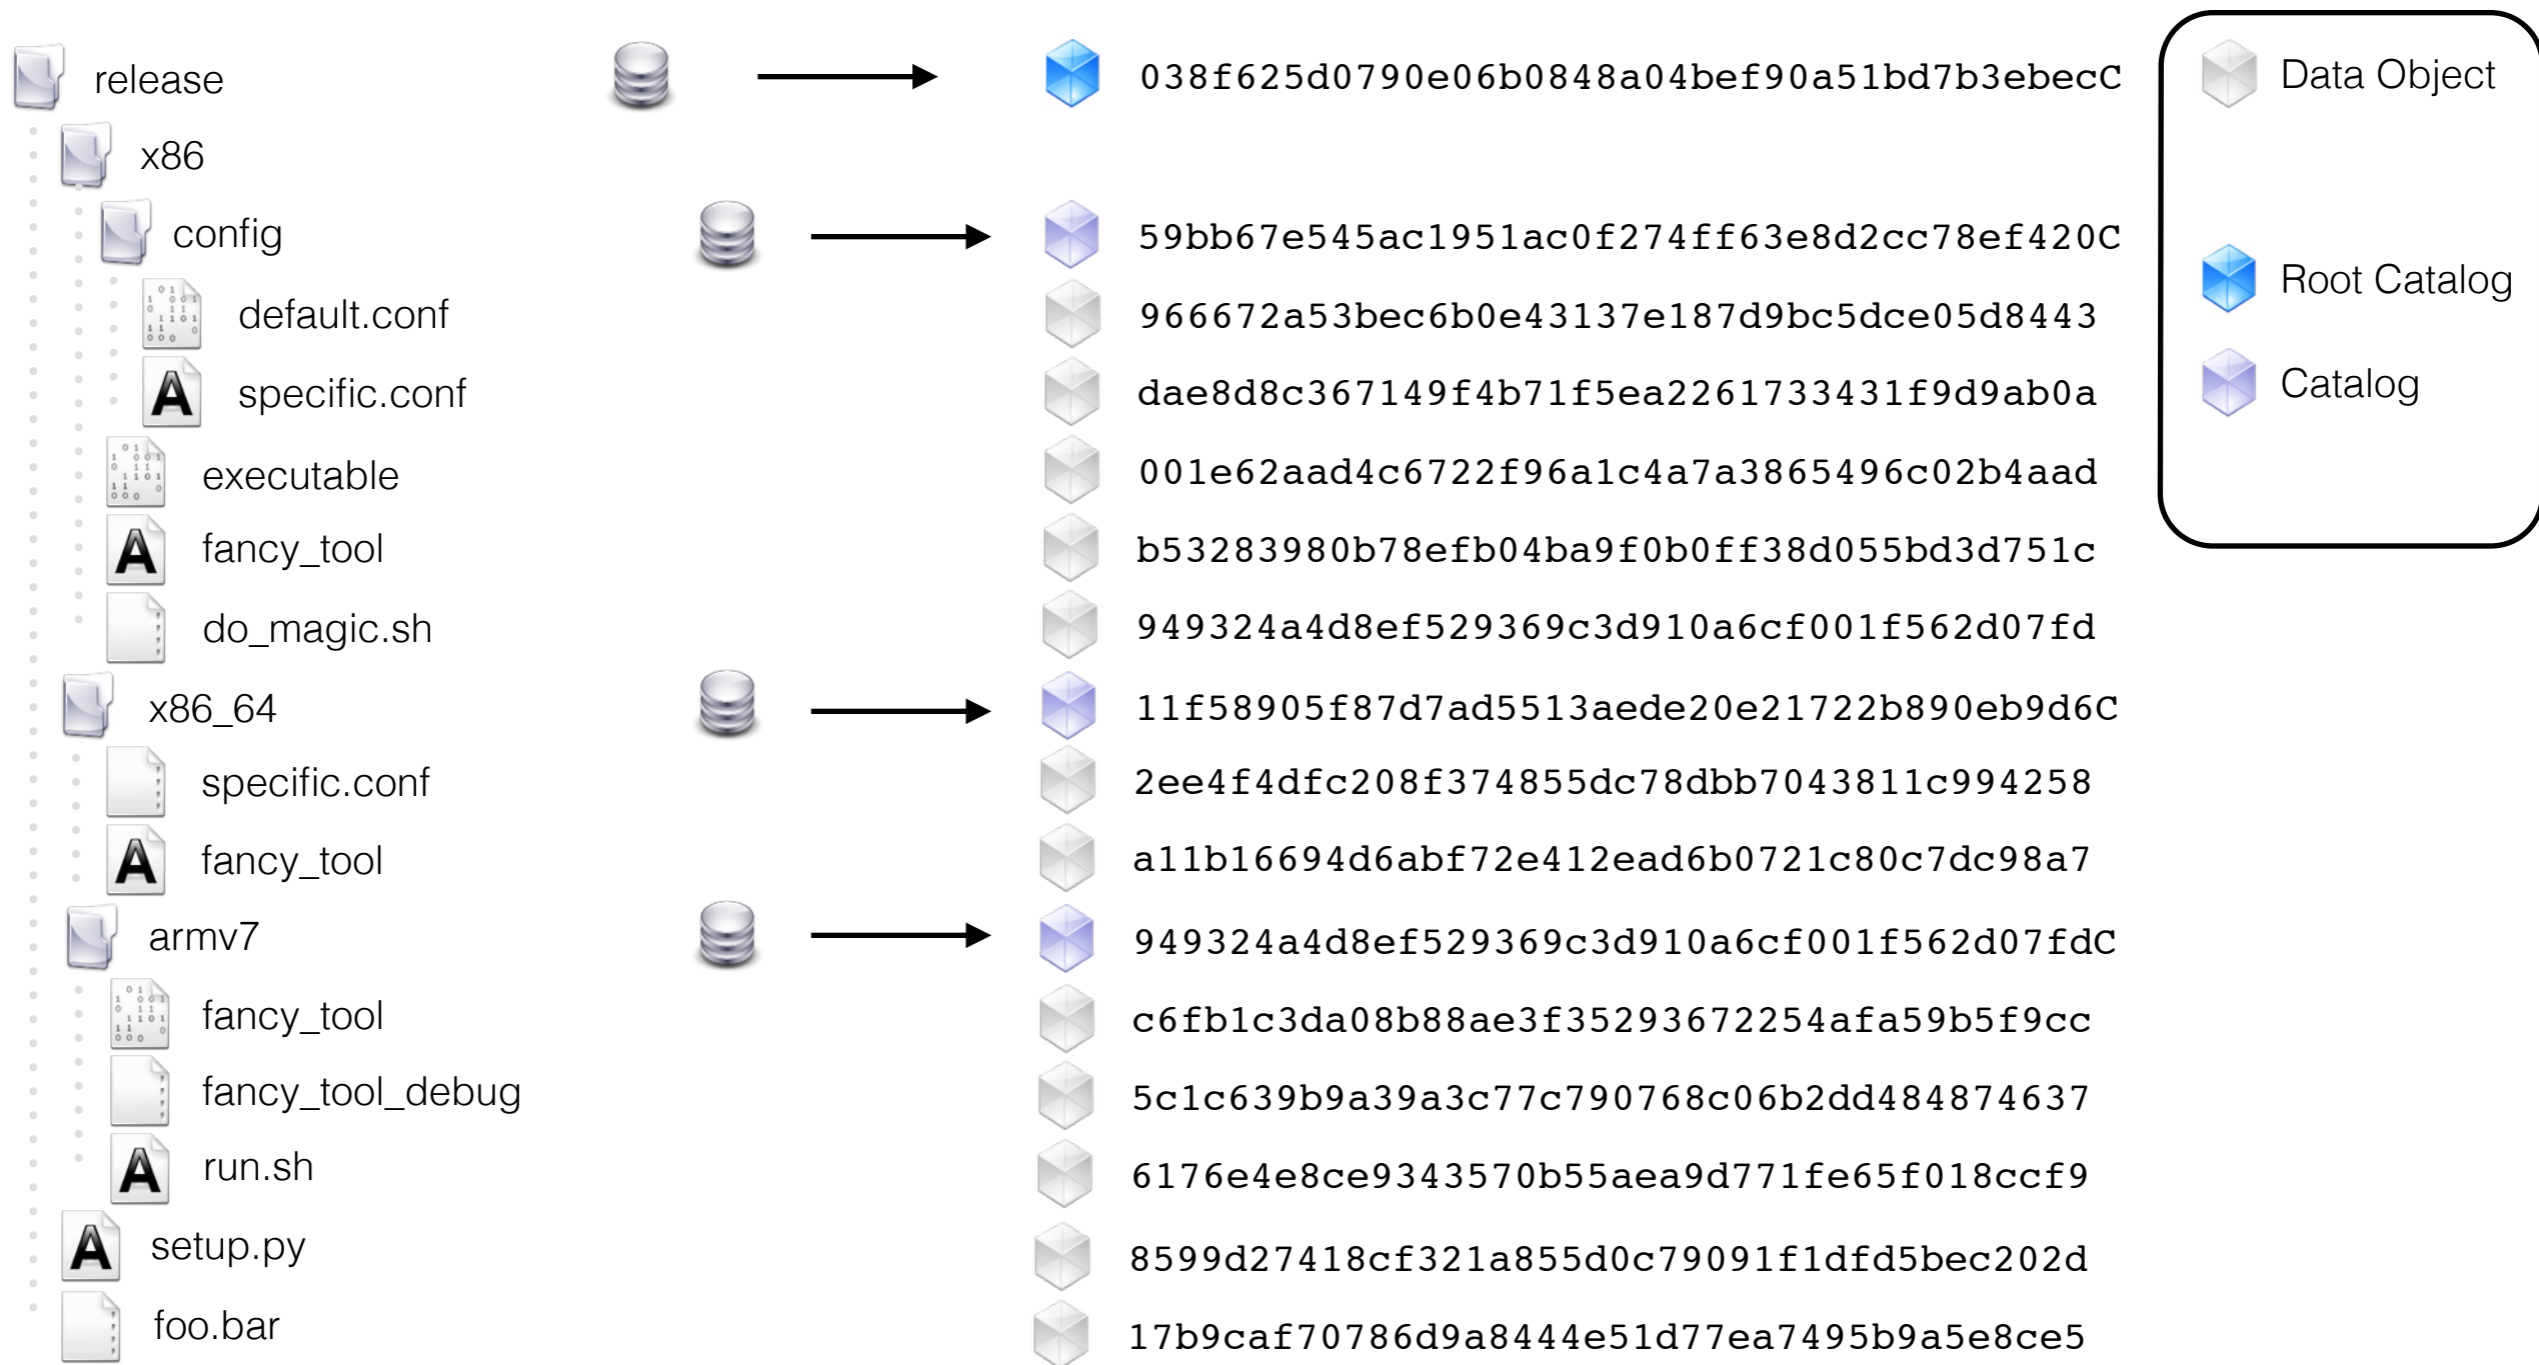 release 038f625d0790e06b0848a04bef90a51bd7b3ebecC
x86
config 59bb67e545ac1951ac0f274ff63e8d2cc78ef420C
default.conf 966672a53bec6b0e43137e187d9bc5dce05d8443
specific.conf dae8d8c367149f4b71f5ea2261733431f9d9ab0a
executable 001e62aad4c6722f96a1c4a7a3865496c02b4aad
fancy_tool b53283980b78efb04ba9f0b0ff38d055bd3d751c
do_magic.sh 949324a4d8ef529369c3d910a6cf001f562d07fd
x86_64 11f58905f87d7ad5513aede20e21722b890eb9d6C
specific.conf 2ee4f4dfc208f374855dc78dbb7043811c994258
fancy_tool a11b16694d6abf72e412ead6b0721c80c7dc98a7
armv7 949324a4d8ef529369c3d910a6cf001f562d07fdC
fancy_tool c6fb1c3da08b88ae3f35293672254afa59b5f9cc
fancy_tool_debug 5c1c639b9a39a3c77c790768c06b2dd484874637
run.sh 6176e4e8ce9343570b55aea9d771fe65f018ccf9
setup.py 8599d27418cf321a855d0c79091f1dfd5bec202d
foo.bar 17b9caf70786d9a8444e51d77ea7495b9a5e8ce5
Data Object
Root Catalog
Catalog